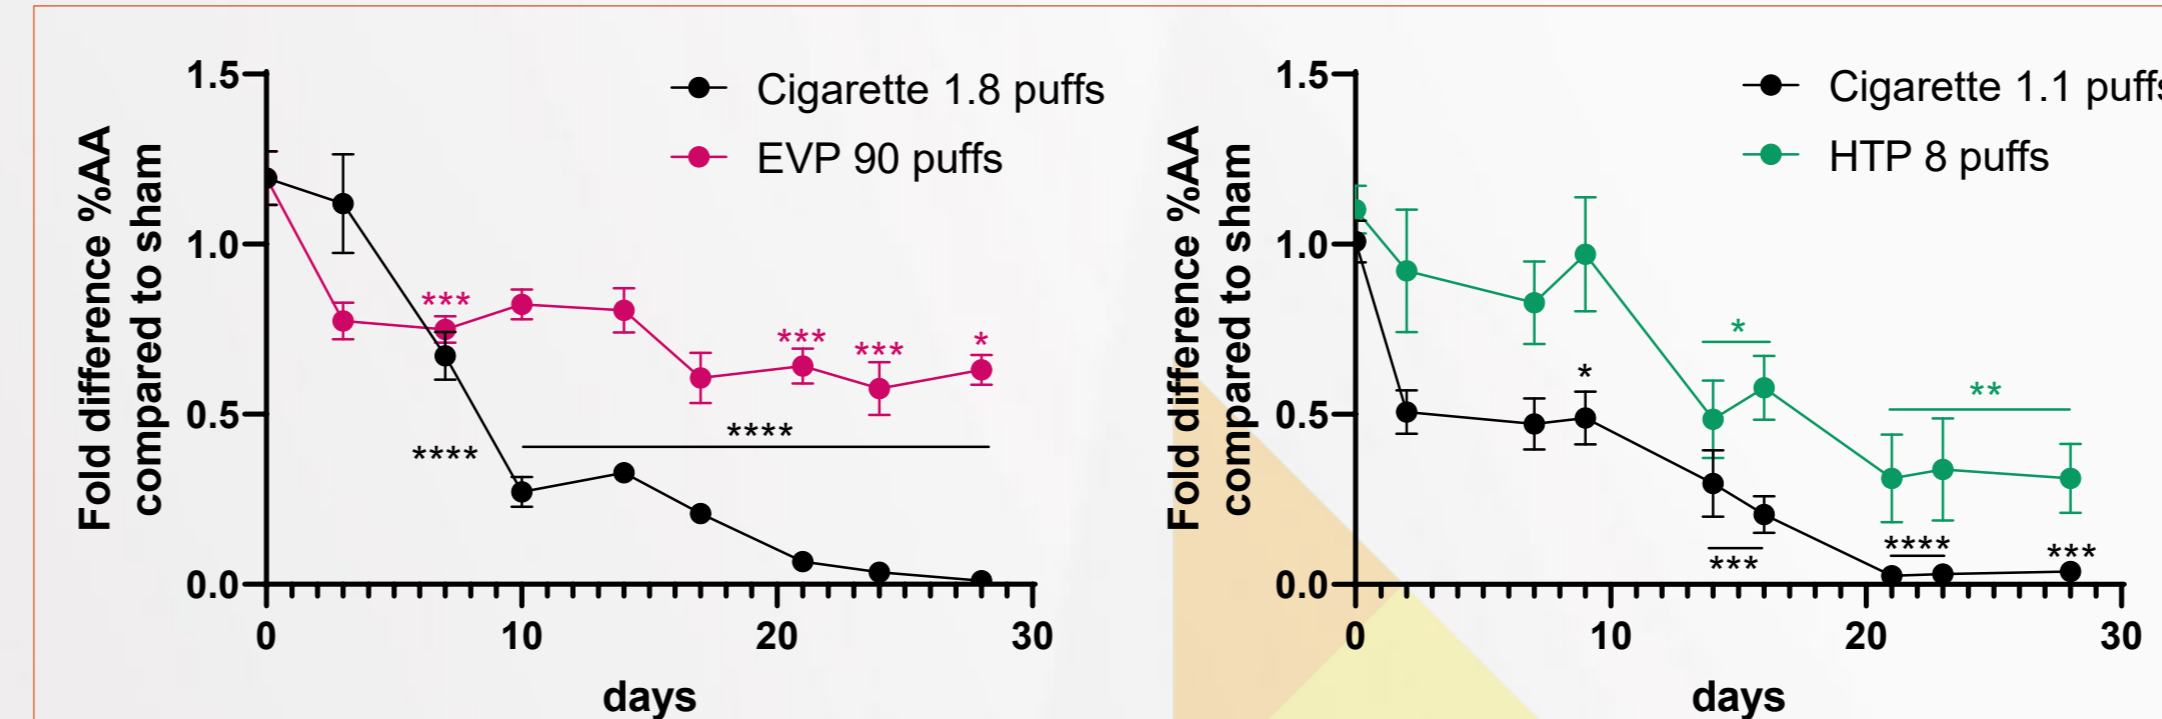 Fold difference %AA
compared to sham
1.5
1.0
0.5
0.0
Cigarette 1.8 puffs
EVP 90 puffs
***
***
***
*
****
****
0
10
20
30
days
Fold difference %AA
compared to sham
1.5
1.0
0.5
0.0
Cigarette 1.1 puffs
HTP 8 puffs
*
*
**
***
****
***
0
10
20
30
days